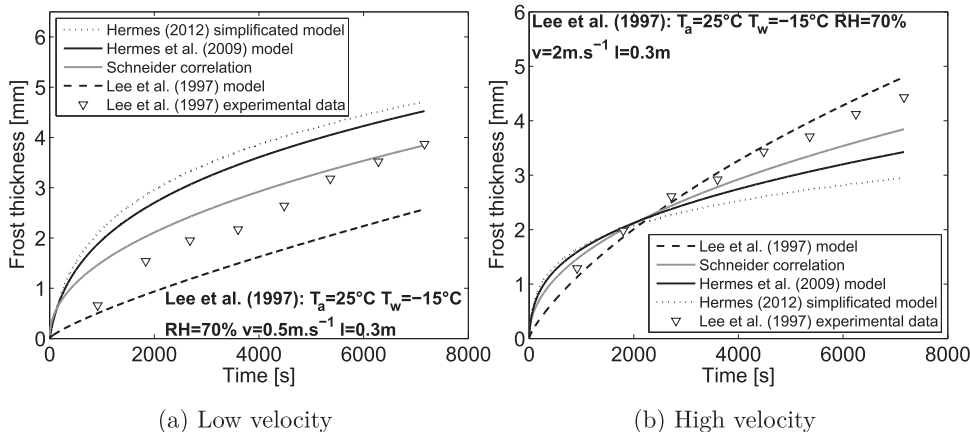 Hermes (2012) simplificated model
Hermes et al. (2009) model
Schneider correlation
Lee et al. (1997) model
Lee et al. (1997) experimental data
Frost thickness [mm]
6
5
4
3
2
1
0
0 2000 4000 6000 8000
Time [s]
Lee et al. (1997): Ta=25°C Tw=−15°C
RH=70% v=0.5m.s−1 l=0.3m
(a) Low velocity
Lee et al. (1997): Ta=25°C Tw=−15°C RH=70%
v=2m.s−1 l=0.3m
Frost thickness [mm]
6
5
4
3
2
1
0
Lee et al. (1997) model
Schneider correlation
Hermes et al. (2009) model
Hermes (2012) simplificated model
Lee et al. (1997) experimental data
0 2000 4000 6000 8000
Time [s]
(b) High velocity